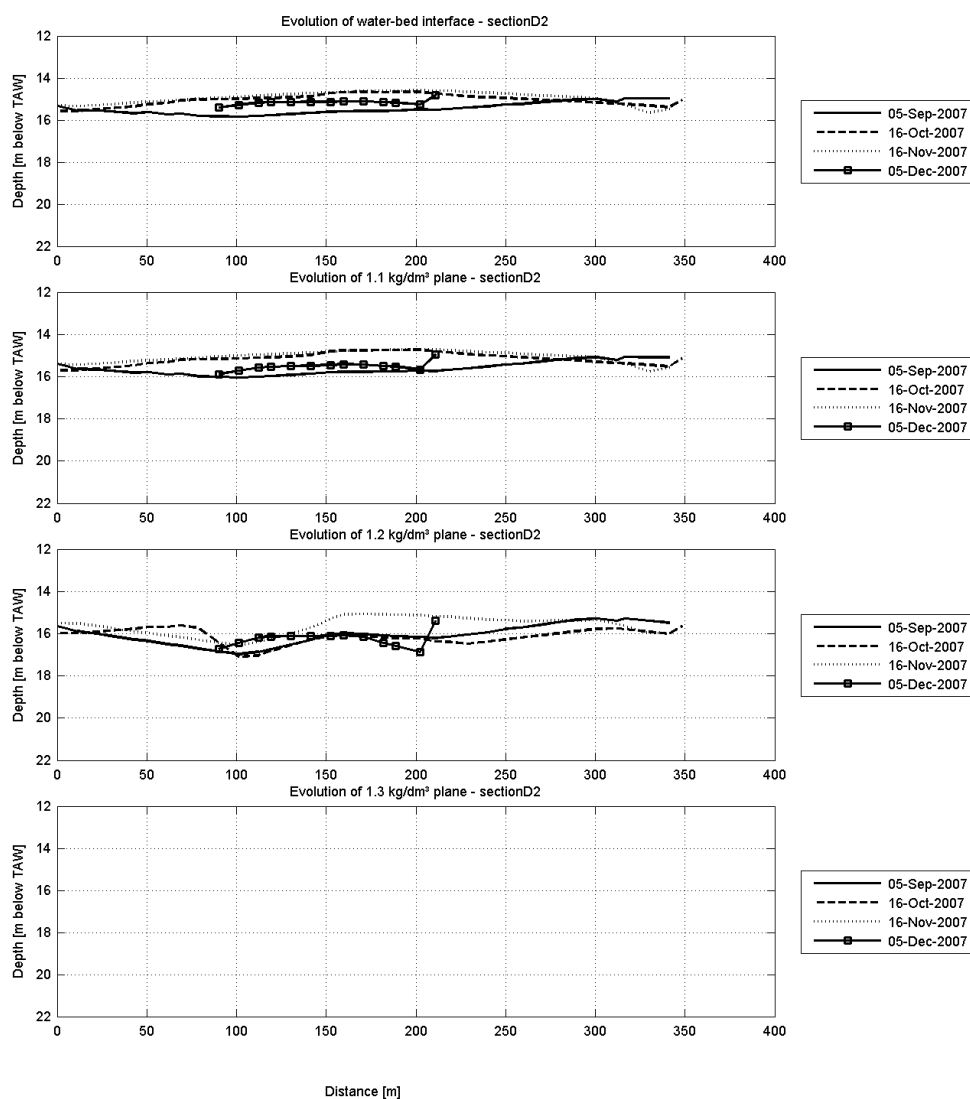 Evolution of water-bed interface - sectionD2
Depth [m below TAW]
12
14
16
18
20
22
0 50 100 150 200 250 300 350 400
05-Sep-2007
16-Oct-2007
16-Nov-2007
05-Dec-2007
Evolution of 1.1 kg/dm³ plane - sectionD2
Depth [m below TAW]
12
14
16
18
20
22
0 50 100 150 200 250 300 350 400
05-Sep-2007
16-Oct-2007
16-Nov-2007
05-Dec-2007
Evolution of 1.2 kg/dm³ plane - sectionD2
Depth [m below TAW]
12
14
16
18
20
22
0 50 100 150 200 250 300 350 400
05-Sep-2007
16-Oct-2007
16-Nov-2007
05-Dec-2007
Evolution of 1.3 kg/dm³ plane - sectionD2
Depth [m below TAW]
12
14
16
18
20
22
0 50 100 150 200 250 300 350 400
05-Sep-2007
16-Oct-2007
16-Nov-2007
05-Dec-2007
Distance [m]